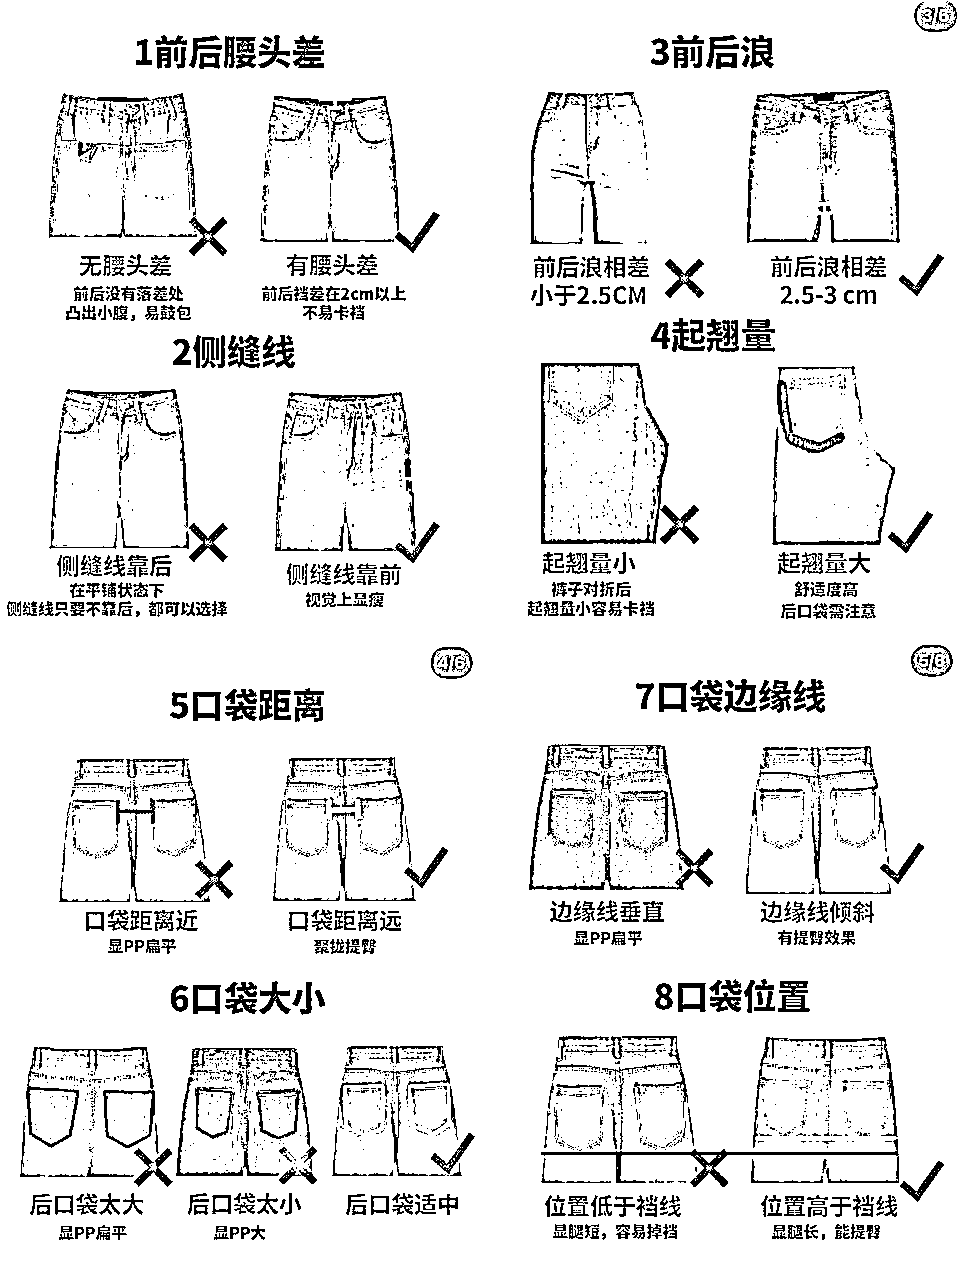 3/6
1前后腰头差
无腰头差
前后没有落差处
凸出小腹，易鼓包
有腰头差
前后裆差在2cm以上
不易卡裆
2侧缝线
侧缝线靠后
在平铺状态下
侧缝线只要不靠后，都可以选择
侧缝线靠前
视觉上显瘦
3前后浪
前后浪相差
小于2.5CM
前后浪相差
2.5-3 cm
4起翘量
起翘量小
裤子对折后
起翘量小容易卡裆
起翘量大
舒适度高
后口袋需注意
4/6
5口袋距离
口袋距离近
显PP扁平
口袋距离远
聚拢提臀
6口袋大小
后口袋太大
显PP扁平
后口袋太小
显PP大
后口袋适中
5/6
7口袋边缘线
边缘线垂直
显PP扁平
边缘线倾斜
有提臀效果
8口袋位置
位置低于裆线
显腿短，容易掉裆
位置高于裆线
显腿长，能提臀